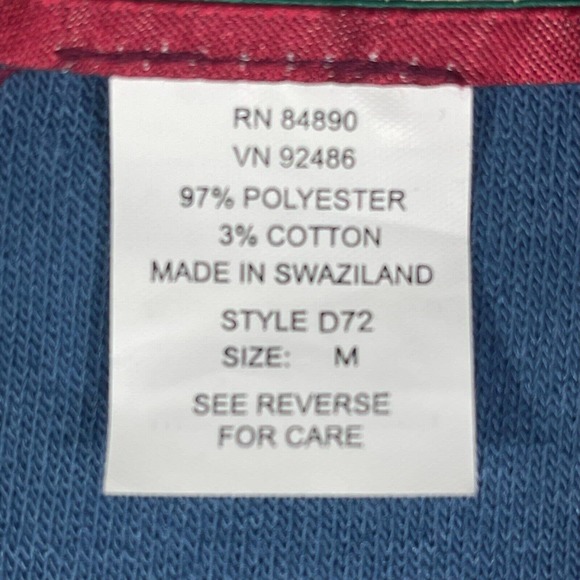 RN 84890
VN 92486
97% POLYESTER
3% COTTON
MADE IN SWAZILAND
STYLE D72
SIZE: M
SEE REVERSE
FOR CARE